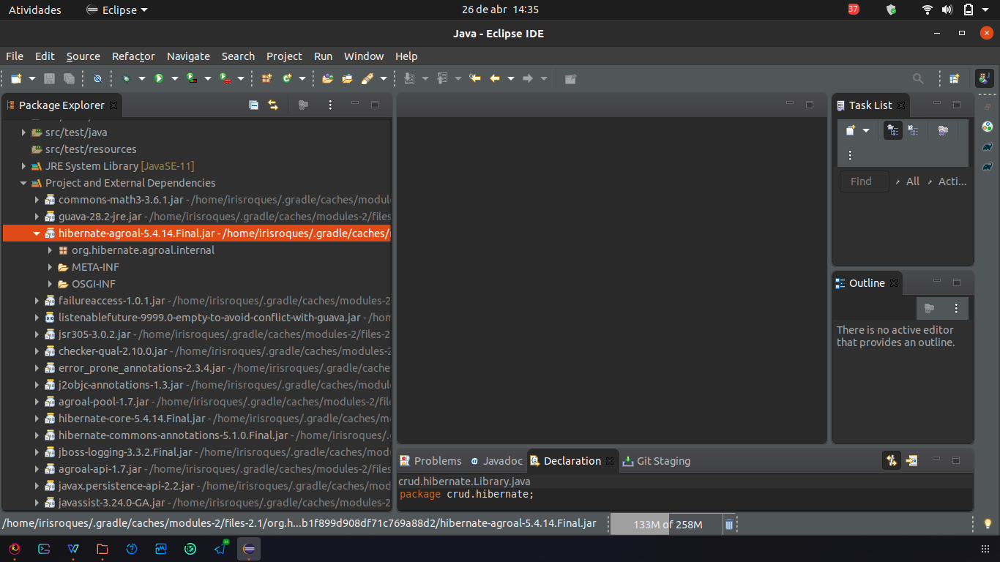 Atividades Eclipse 26 de abr 14:35 37
Java - Eclipse IDE
File Edit Source Refactor Navigate Search Project Run Window Help
Package Explorer
src/test/java
src/test/resources
JRE System Library [JavaSE-11]
Project and External Dependencies
commons-math3-3.6.1.jar - /home/irisroques/.gradle/caches/modul
guava-28.2-jre.jar - /home/irisroques/.gradle/caches/modules-2/files
hibernate-agroal-5.4.14.Final.jar - /home/irisroques/.gradle/caches/
org.hibernate.agroal.internal
META-INF
OSGI-INF
failureaccess-1.0.1.jar - /home/irisroques/.gradle/caches/modules-2
listenablefuture-9999.0-empty-to-avoid-conflict-with-guava.jar - /hom
jsr305-3.0.2.jar - /home/irisroques/.gradle/caches/modules-2/files-2
checker-qual-2.10.0.jar - /home/irisroques/.gradle/caches/modules-2
error_prone_annotations-2.3.4.jar - /home/irisroques/.gradle/cache
j2objc-annotations-1.3.jar - /home/irisroques/.gradle/caches/modul
agroal-pool-1.7.jar - /home/irisroques/.gradle/caches/modules-2/fil
hibernate-core-5.4.14.Final.jar - /home/irisroques/.gradle/caches/m
hibernate-commons-annotations-5.1.0.Final.jar - /home/irisroques/.
jboss-logging-3.3.2.Final.jar - /home/irisroques/.gradle/caches/mod
agroal-api-1.7.jar - /home/irisroques/.gradle/caches/modules-2/files
javax.persistence-api-2.2.jar - /home/irisroques/.gradle/caches/mod
javassist-3.24.0-GA.jar - /home/irisroques/.gradle/caches/modules-2
Task List
Find All Acti...
Outline
There is no active editor
that provides an outline.
Problems Javadoc Declaration Git Staging
crud.hibernate.Library.java
package crud.hibernate;
/home/irisroques/.gradle/caches/modules-2/files-2.1/org.h...b1f899d908df71c769a88d2/hibernate-agroal-5.4.14.Final.jar 133M of 258M